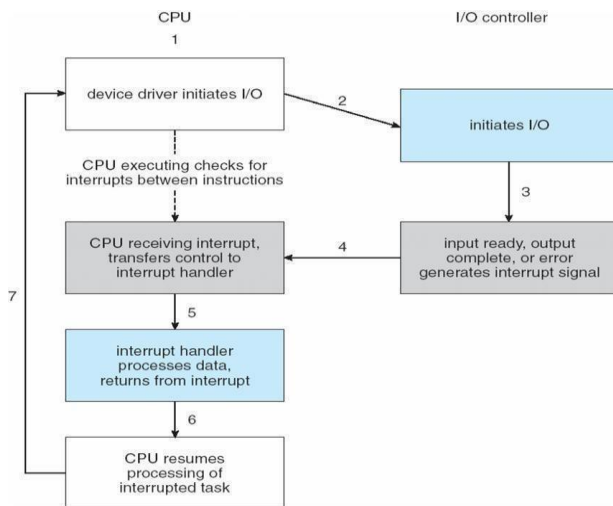 CPU
I/O controller
1
device driver initiates I/O
2
initiates I/O
CPU executing checks for
interrupts between instructions
3
CPU receiving interrupt,
transfers control to
interrupt handler
4
input ready, output
complete, or error
generates interrupt signal
7
5
interrupt handler
processes data,
returns from interrupt
6
CPU resumes
processing of
interrupted task